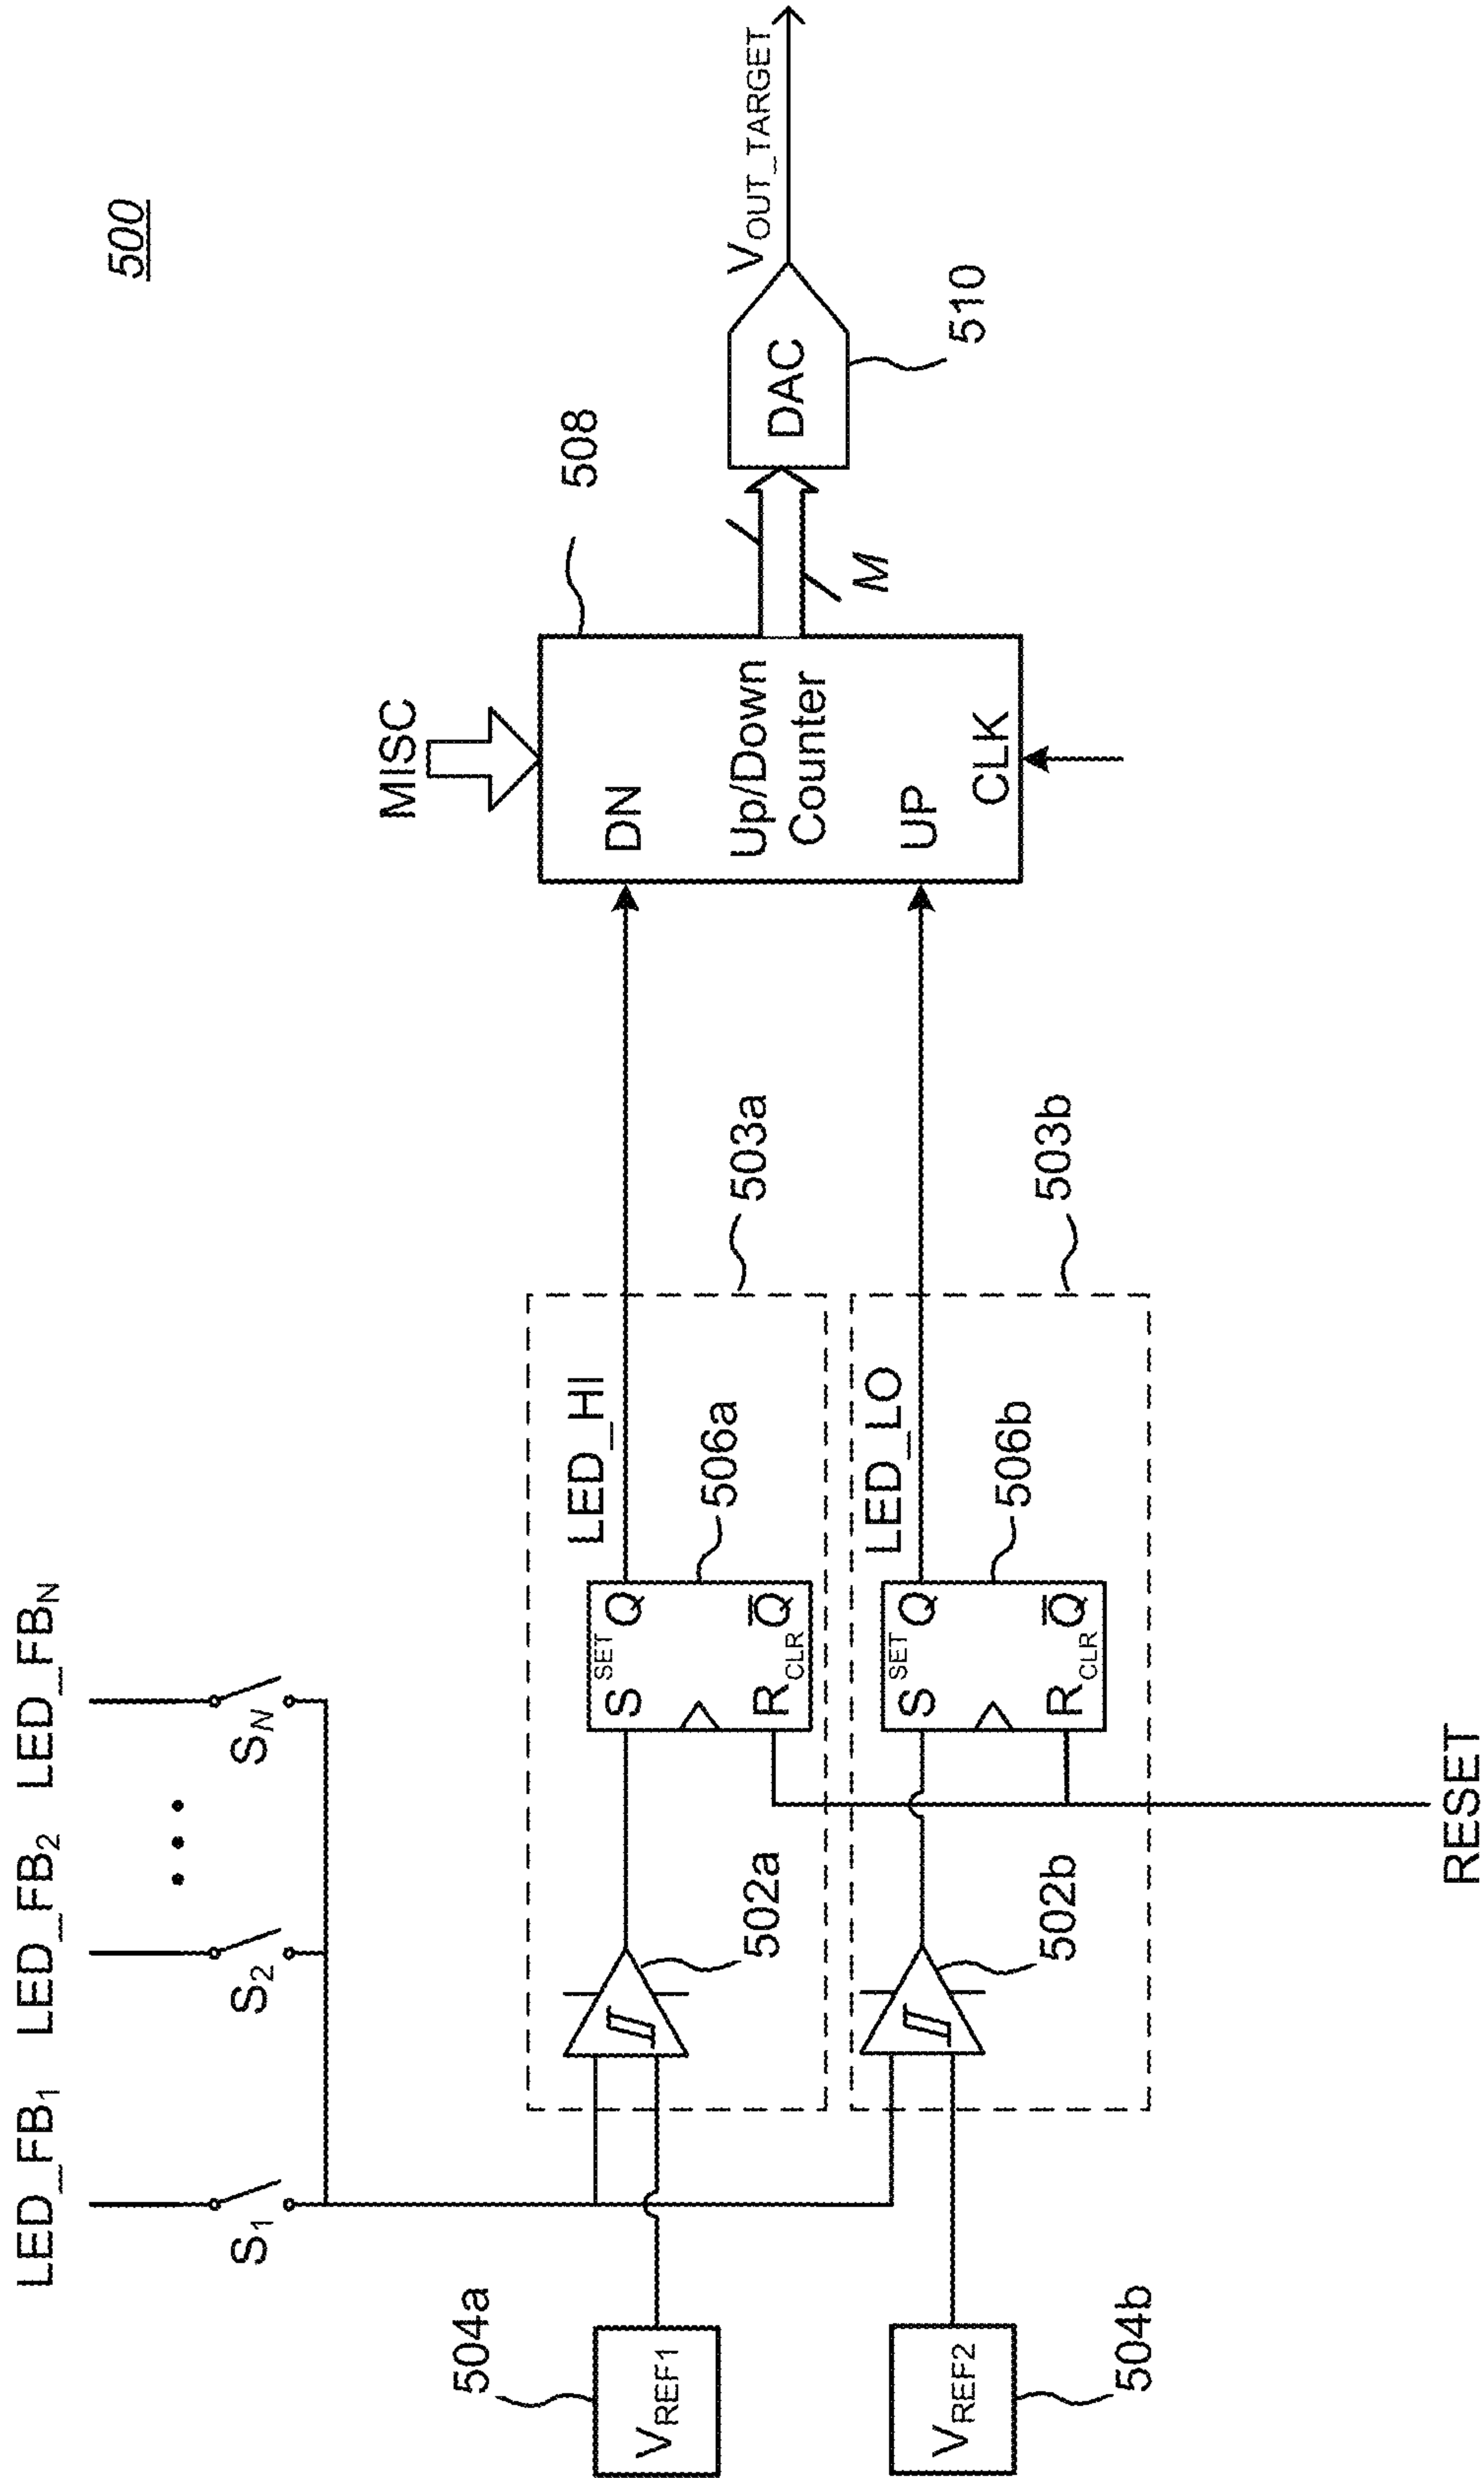 500
LED_FB1
LED_FB2
LED_FBN
S1
S2
SN
MISC
508
LED_HI
DN
SET
S Q
R CLR Q̅
506a
502a
503a
504a
VREF1
Up/Down
Counter
M
DAC
VOUT_TARGET
510
LED_LO
UP
CLK
SET
S Q
R CLR Q̅
506b
502b
503b
VREF2
504b
RESET